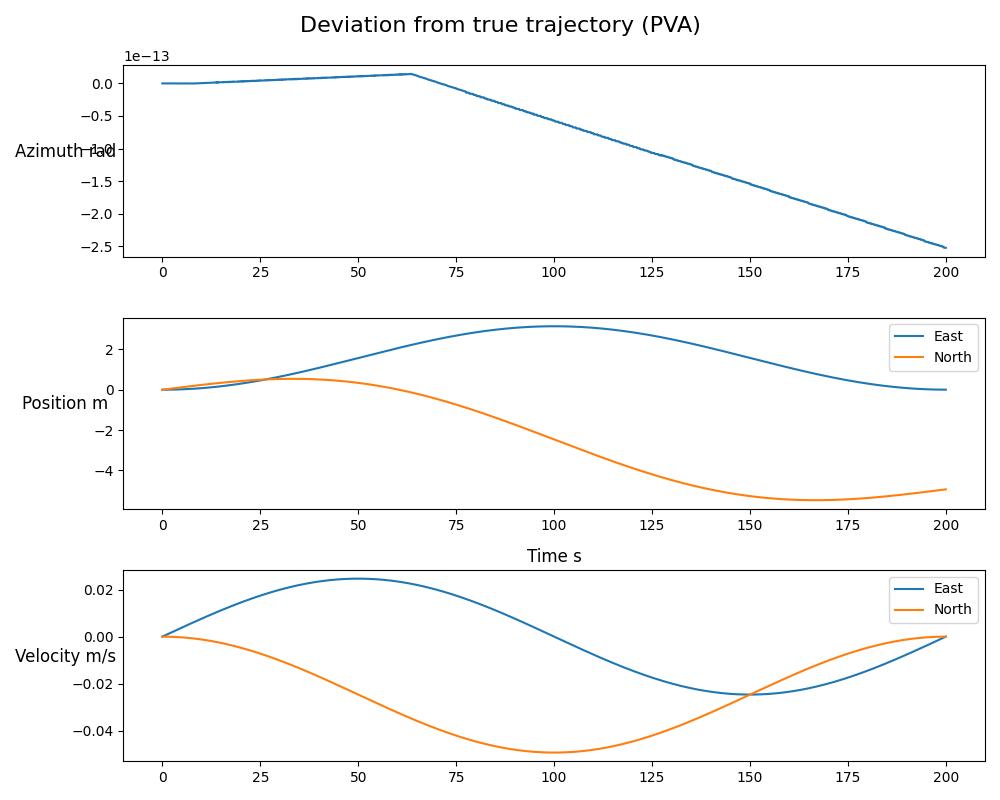 Deviation from true trajectory (PVA)
1e−13
0.0
−0.5
Azimuth rad
−1.0
−1.5
−2.0
−2.5
0 25 50 75 100 125 150 175 200
East
North
2
0
Position m
−2
−4
0 25 50 75 100 125 150 175 200
Time s
East
North
0.02
0.00
Velocity m/s
−0.02
−0.04
0 25 50 75 100 125 150 175 200